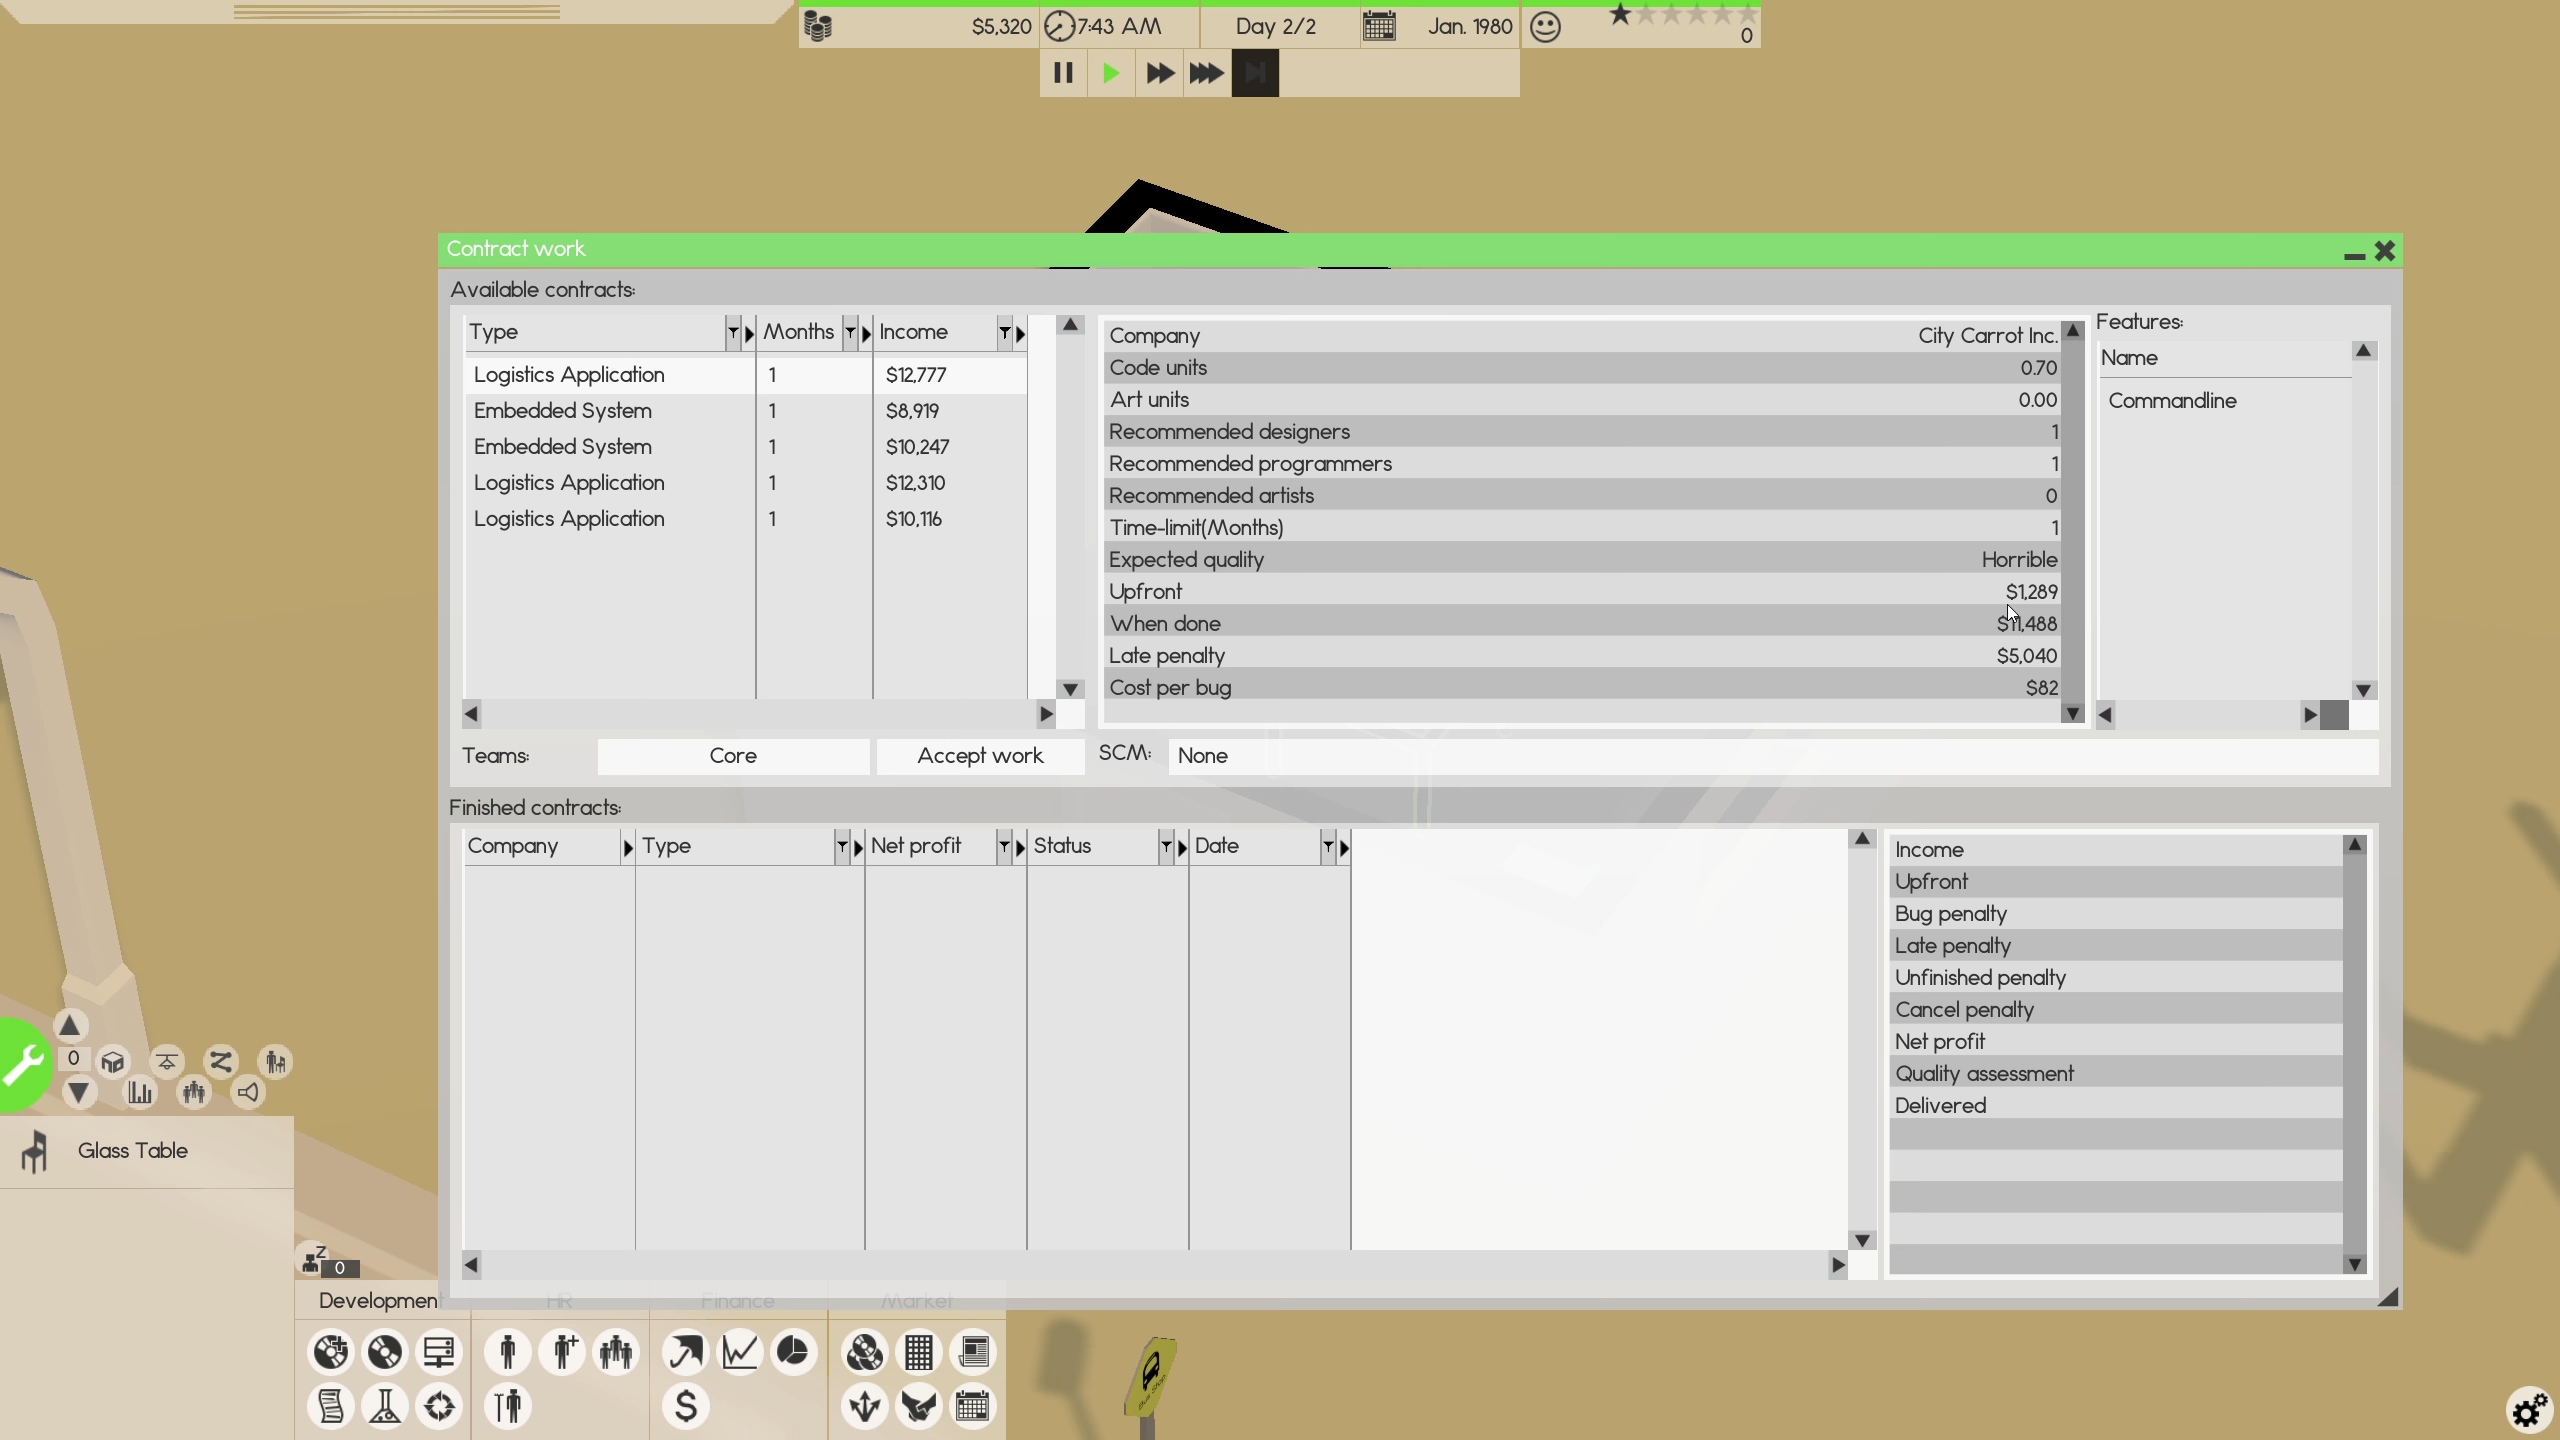 $5,320
7:43 AM
Day 2/2
Jan. 1980
0
Contract work
Available contracts:
Type Months Income
Logistics Application 1 $12,777
Embedded System 1 $8,919
Embedded System 1 $10,247
Logistics Application 1 $12,310
Logistics Application 1 $10,116
Company City Carrot Inc.
Code units 0.70
Art units 0.00
Recommended designers 1
Recommended programmers 1
Recommended artists 0
Time-limit(Months) 1
Expected quality Horrible
Upfront $1,289
When done $11,488
Late penalty $5,040
Cost per bug $82
Features:
Name
Commandline
Teams: Core Accept work SCM: None
Finished contracts:
Company Type Net profit Status Date
Income
Upfront
Bug penalty
Late penalty
Unfinished penalty
Cancel penalty
Net profit
Quality assessment
Delivered
0
Glass Table
Z
0
Development HR Finance Market
Bus Stop